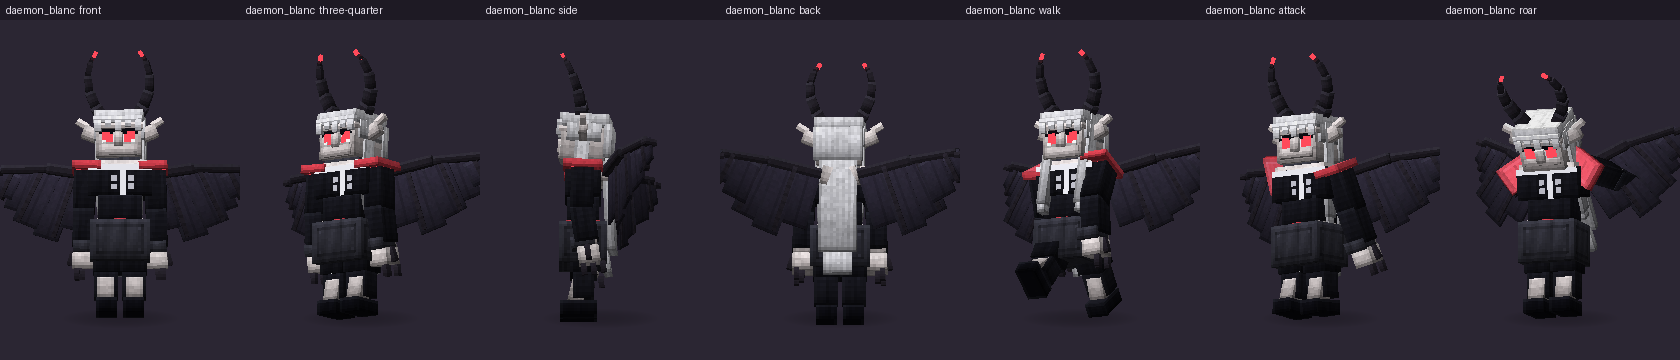 daemon_blanc front
daemon_blanc three-quarter
daemon_blanc side
daemon_blanc back
daemon_blanc walk
daemon_blanc attack
daemon_blanc roar